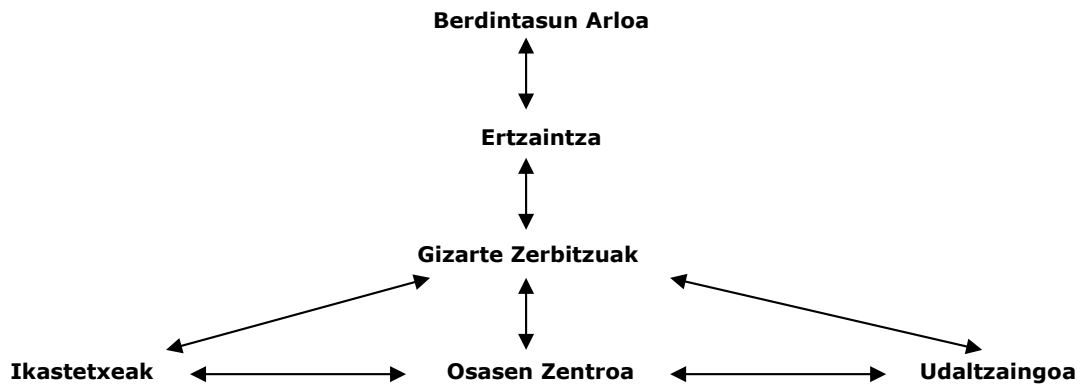 Berdintasun Arloa
Ertzaintza
Gizarte Zerbitzuak
Ikastetxeak
Osasen Zentroa
Udaltzaingoa